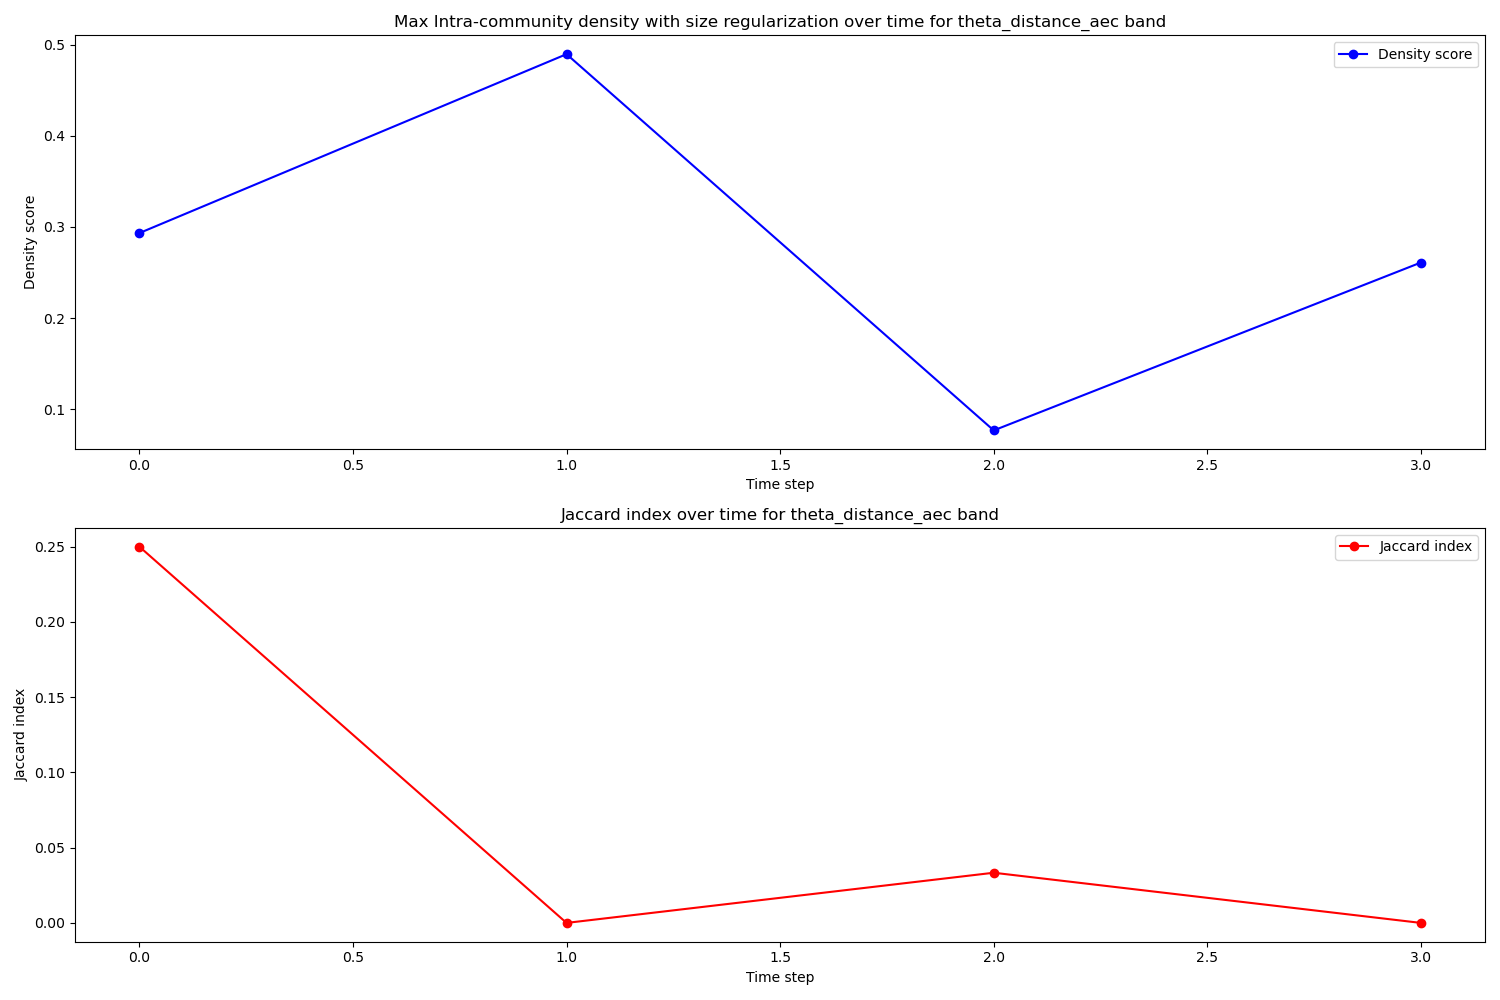 Max Intra-community density with size regularization over time for theta_distance_aec band
Density score
0.5
0.4
0.3
0.2
0.1
Density score
0.0 0.5 1.0 1.5 2.0 2.5 3.0
Time step
Jaccard index over time for theta_distance_aec band
Jaccard index
0.25
0.20
0.15
0.10
0.05
0.00
Jaccard index
0.0 0.5 1.0 1.5 2.0 2.5 3.0
Time step